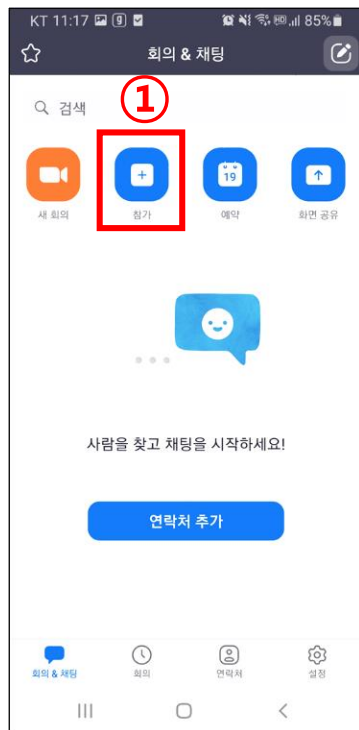 KT 11:17 9 HD 85%
회의 & 채팅
검색
①
19
새 회의 참가 예약 화면 공유
사람을 찾고 채팅을 시작하세요!
연락처 추가
회의 & 채팅 회의 연락처 설정